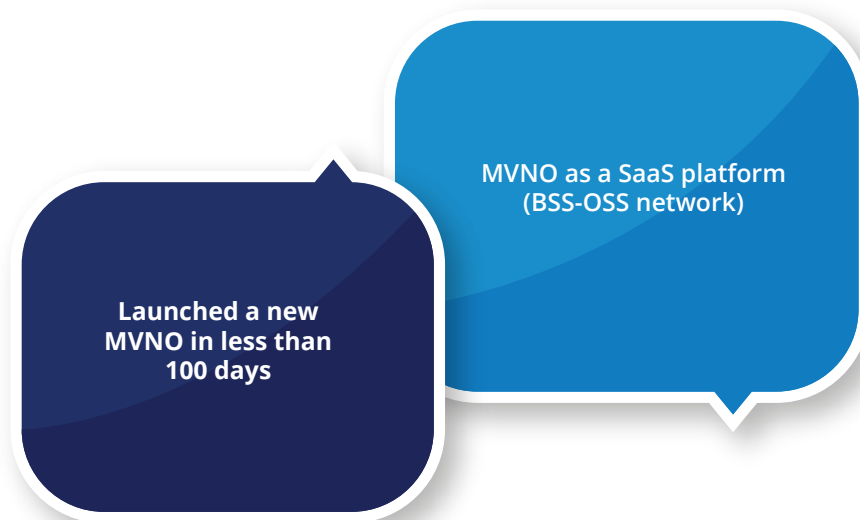 MVNO as a SaaS platform
(BSS-OSS network)
Launched a new
MVNO in less than
100 days